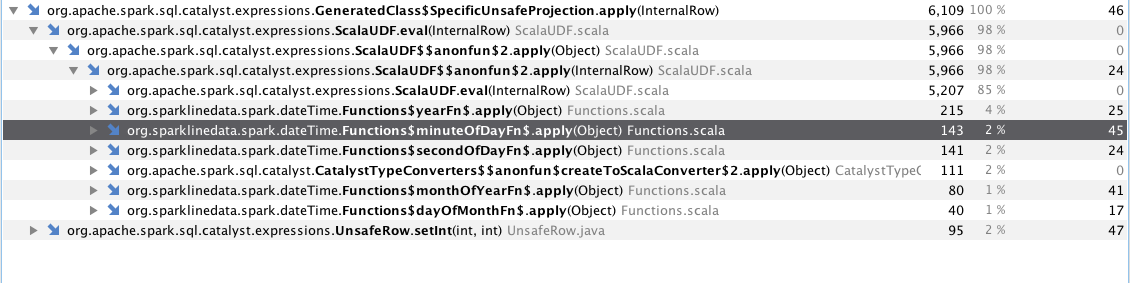 org.apache.spark.sql.catalyst.expressions.GeneratedClass$SpecificUnsafeProjection.apply(InternalRow) 6,109 100 % 46
org.apache.spark.sql.catalyst.expressions.ScalaUDF.eval(InternalRow) ScalaUDF.scala 5,966 98 % 0
org.apache.spark.sql.catalyst.expressions.ScalaUDF$$anonfun$2.apply(Object) ScalaUDF.scala 5,966 98 % 0
org.apache.spark.sql.catalyst.expressions.ScalaUDF$$anonfun$2.apply(InternalRow) ScalaUDF.scala 5,966 98 % 24
org.apache.spark.sql.catalyst.expressions.ScalaUDF.eval(InternalRow) ScalaUDF.scala 5,207 85 % 0
org.sparklinedata.spark.dateTime.Functions$yearFn$.apply(Object) Functions.scala 215 4 % 25
org.sparklinedata.spark.dateTime.Functions$minuteOfDayFn$.apply(Object) Functions.scala 143 2 % 45
org.sparklinedata.spark.dateTime.Functions$secondOfDayFn$.apply(Object) Functions.scala 141 2 % 24
org.apache.spark.sql.catalyst.CatalystTypeConverters$$anonfun$createToScalaConverter$2.apply(Object) CatalystTypeC 111 2 % 0
org.sparklinedata.spark.dateTime.Functions$monthOfYearFn$.apply(Object) Functions.scala 80 1 % 41
org.sparklinedata.spark.dateTime.Functions$dayOfMonthFn$.apply(Object) Functions.scala 40 1 % 17
org.apache.spark.sql.catalyst.expressions.UnsafeRow.setInt(int, int) UnsafeRow.java 95 2 % 47